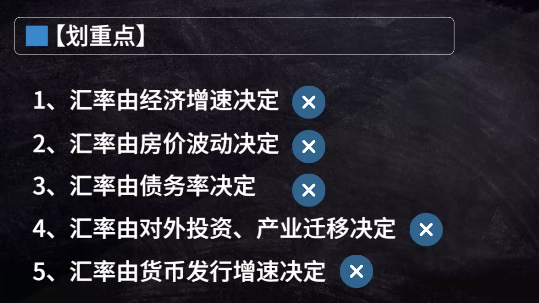 【划重点】
1、汇率由经济增速决定
2、汇率由房价波动决定
3、汇率由债务率决定
4、汇率由对外投资、产业迁移决定
5、汇率由货币发行增速决定